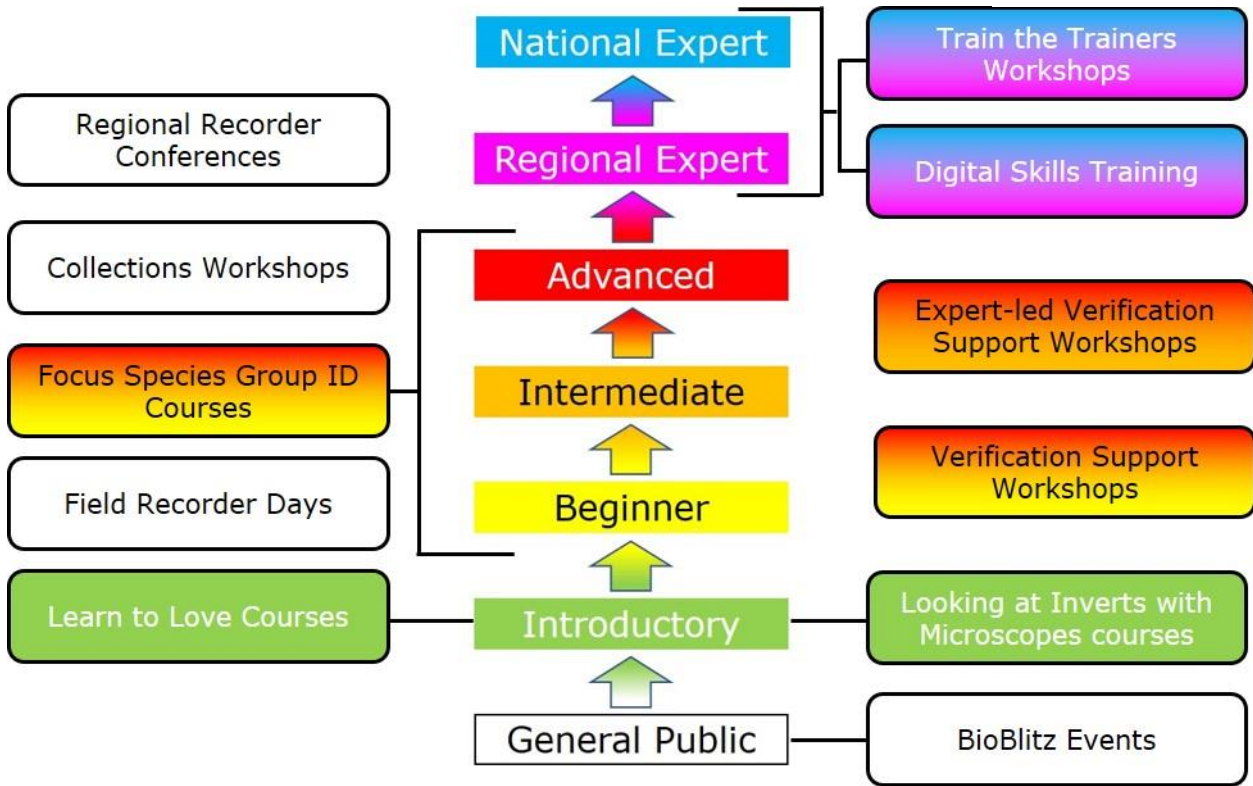 National Expert
Regional Expert
Advanced
Intermediate
Beginner
Introductory
General Public
Regional Recorder
Conferences
Collections Workshops
Focus Species Group ID
Courses
Field Recorder Days
Learn to Love Courses
Train the Trainers
Workshops
Digital Skills Training
Expert-led Verification
Support Workshops
Verification Support
Workshops
Looking at Inverts with
Microscopes courses
BioBlitz Events